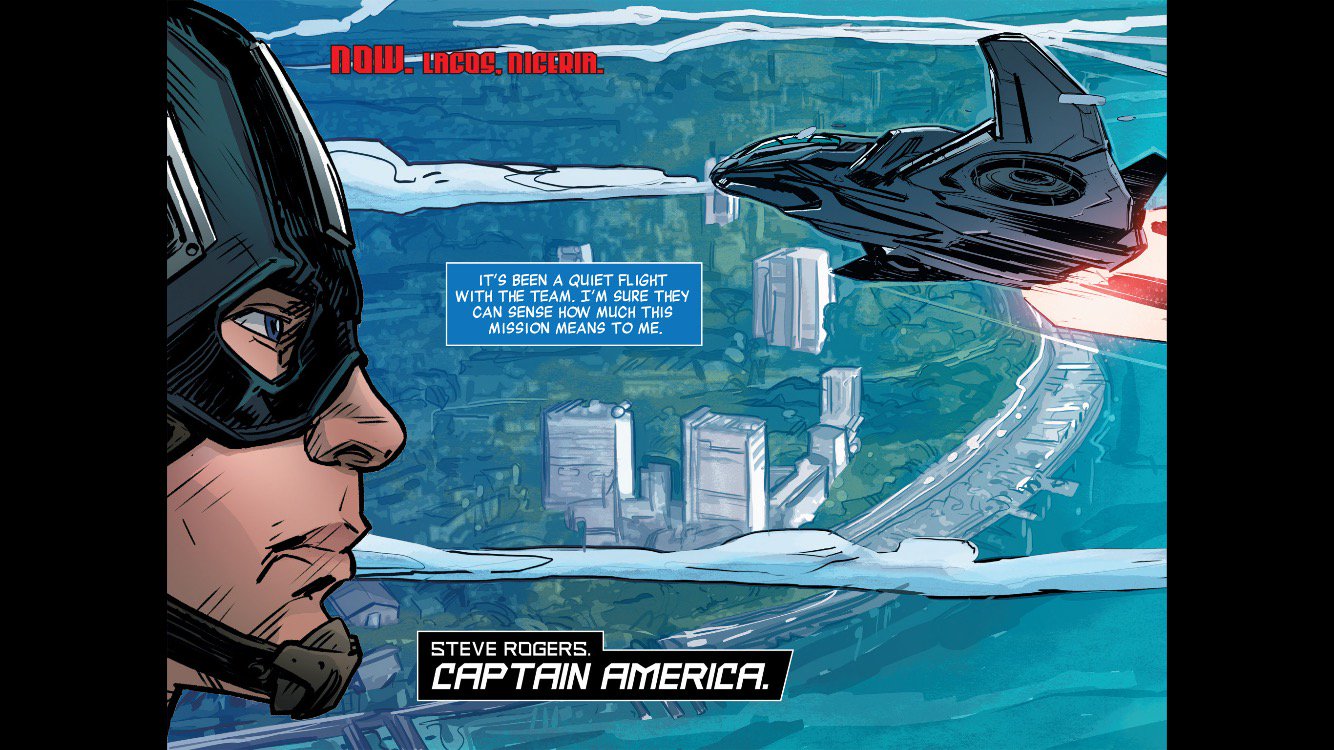 NOW. LAGOS, NIGERIA.
IT'S BEEN A QUIET FLIGHT
WITH THE TEAM. I'M SURE THEY
CAN SENSE HOW MUCH THIS
MISSION MEANS TO ME.
STEVE ROGERS.
CAPTAIN AMERICA.